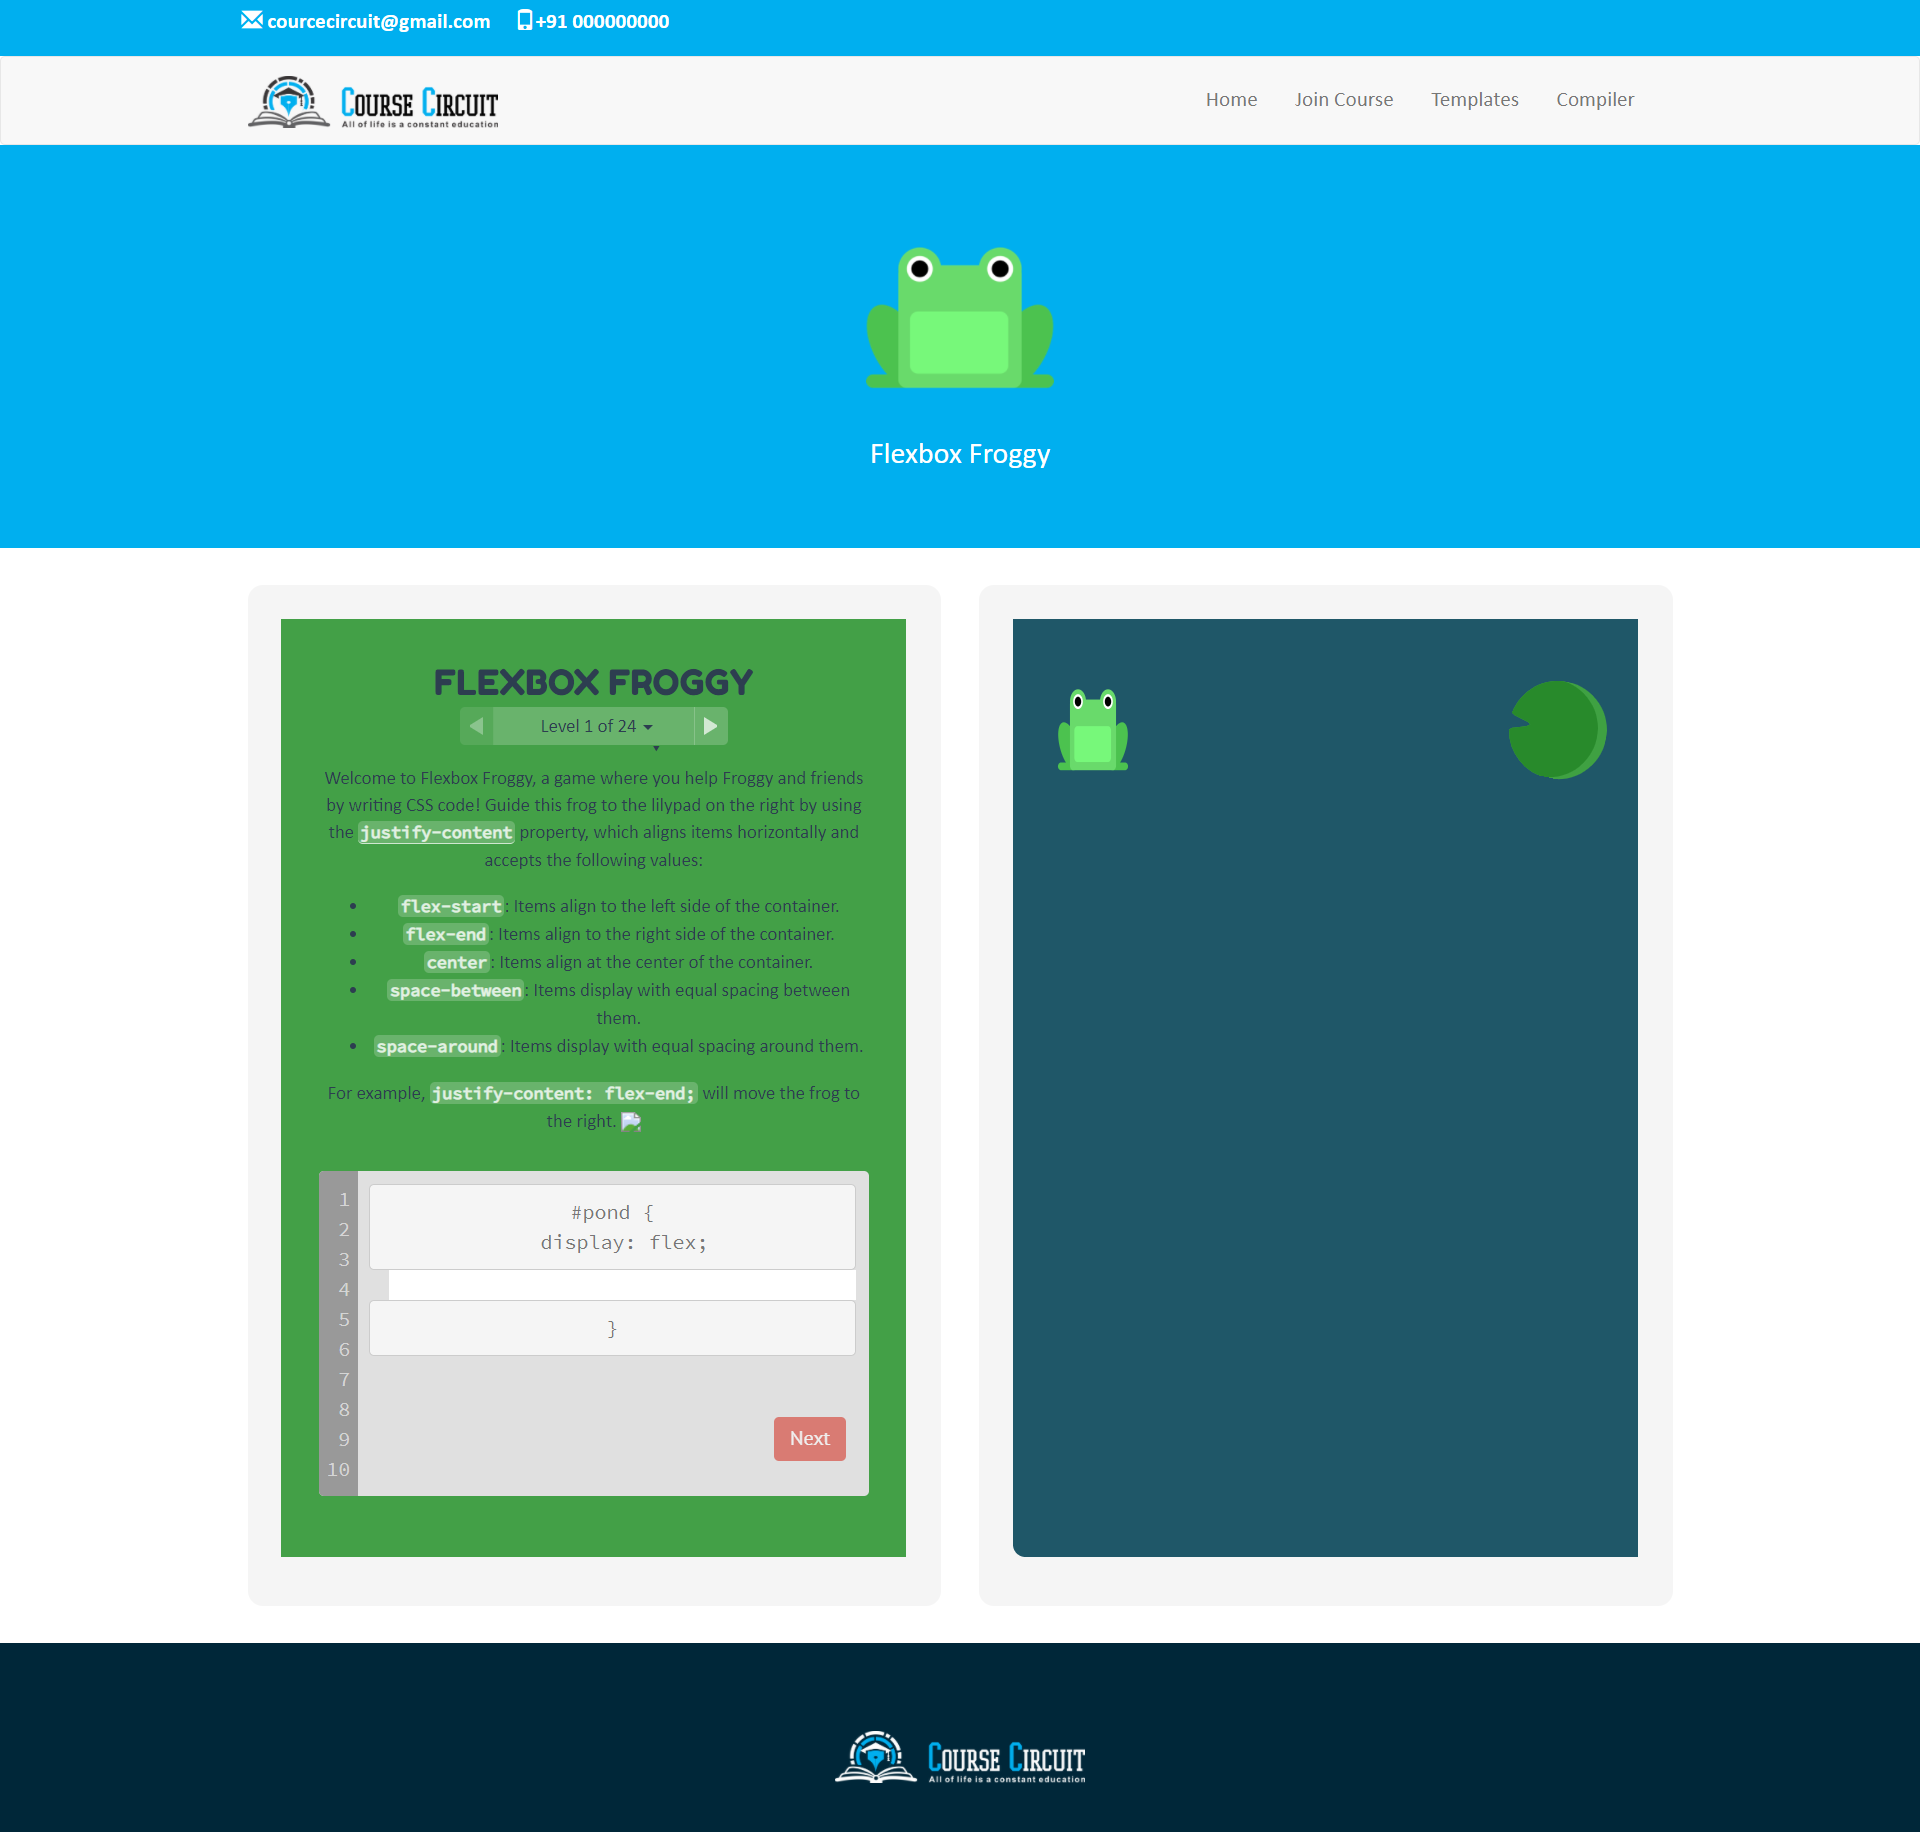 courcecircuit@gmail.com +91 000000000
COURSE CIRCUIT
All of life is a constant education
Home Join Course Templates Compiler
Flexbox Froggy
FLEXBOX FROGGY
Level 1 of 24
Welcome to Flexbox Froggy, a game where you help Froggy and friends
by writing CSS code! Guide this frog to the lilypad on the right by using
the justify-content property, which aligns items horizontally and
accepts the following values:
• flex-start: Items align to the left side of the container.
• flex-end: Items align to the right side of the container.
• center: Items align at the center of the container.
• space-between: Items display with equal spacing between
them.
• space-around: Items display with equal spacing around them.
For example, justify-content: flex-end; will move the frog to
the right.
1
2
3
4
5
6
7
8
9
10
#pond {
display: flex;
}
Next
COURSE CIRCUIT
All of life is a constant education